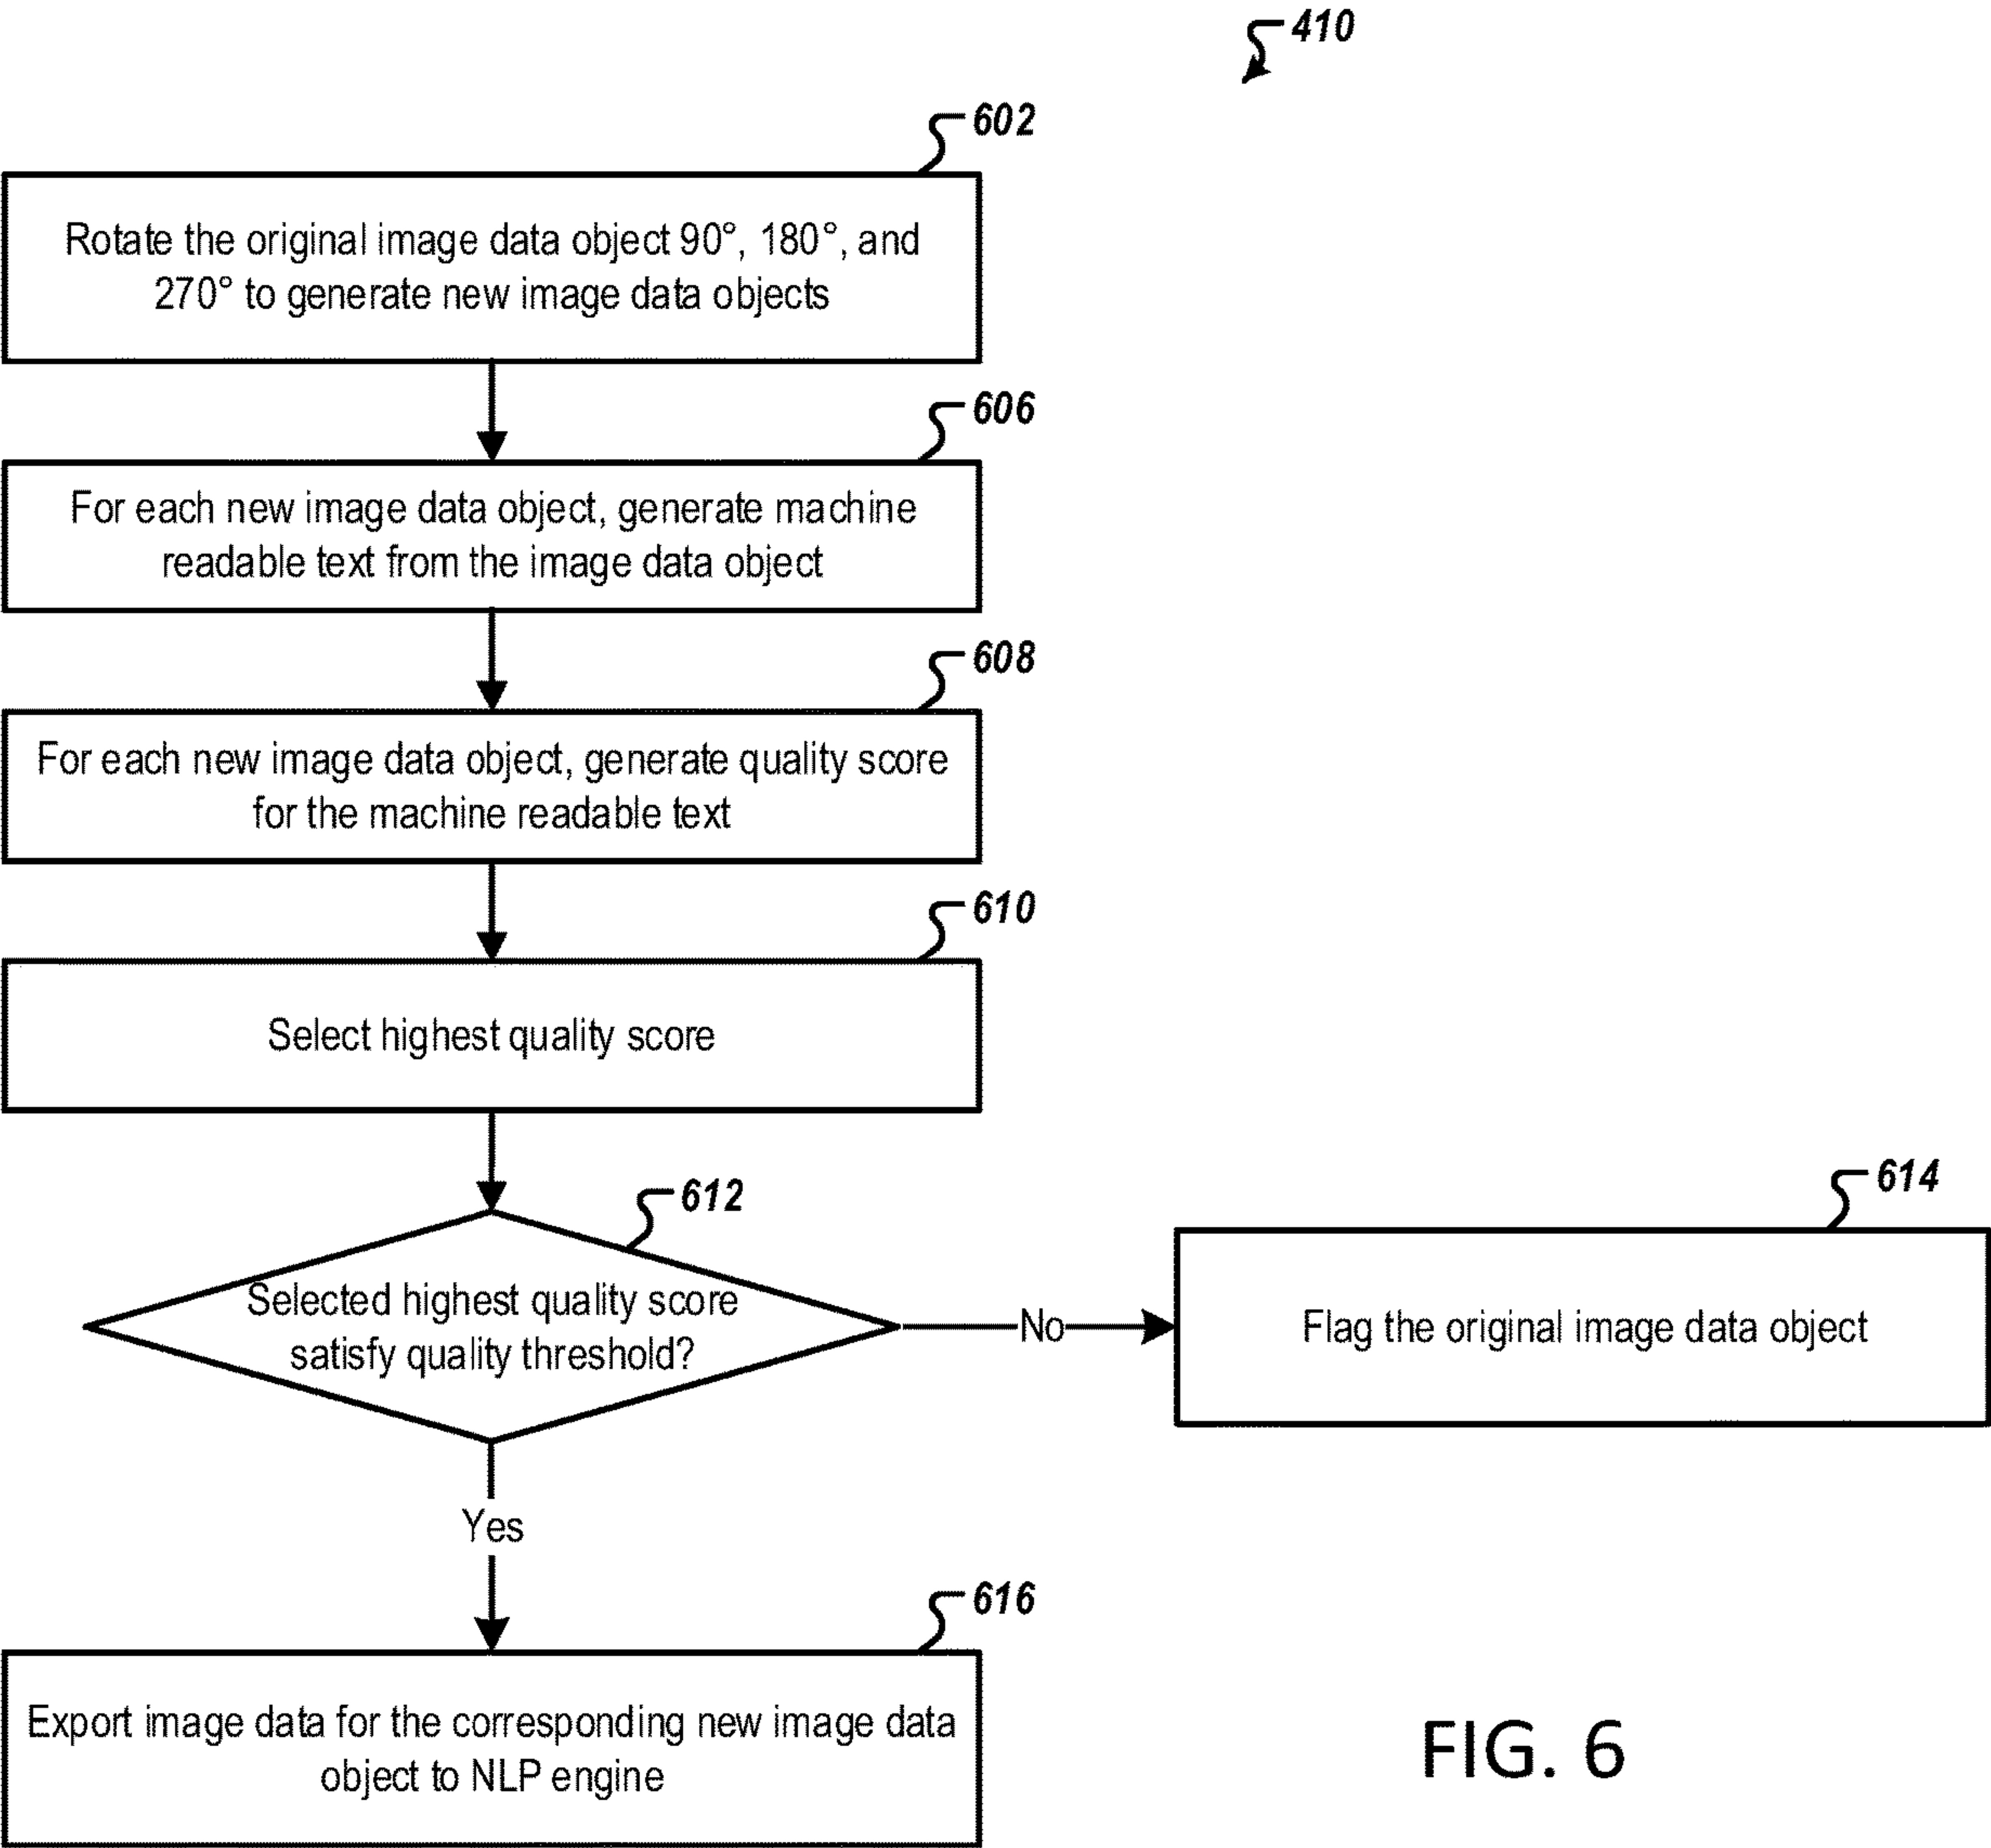 410
602
Rotate the original image data object 90°, 180°, and
270° to generate new image data objects
606
For each new image data object, generate machine
readable text from the image data object
608
For each new image data object, generate quality score
for the machine readable text
610
Select highest quality score
612
Selected highest quality score
satisfy quality threshold?
No
614
Flag the original image data object
Yes
616
Export image data for the corresponding new image data
object to NLP engine
FIG. 6